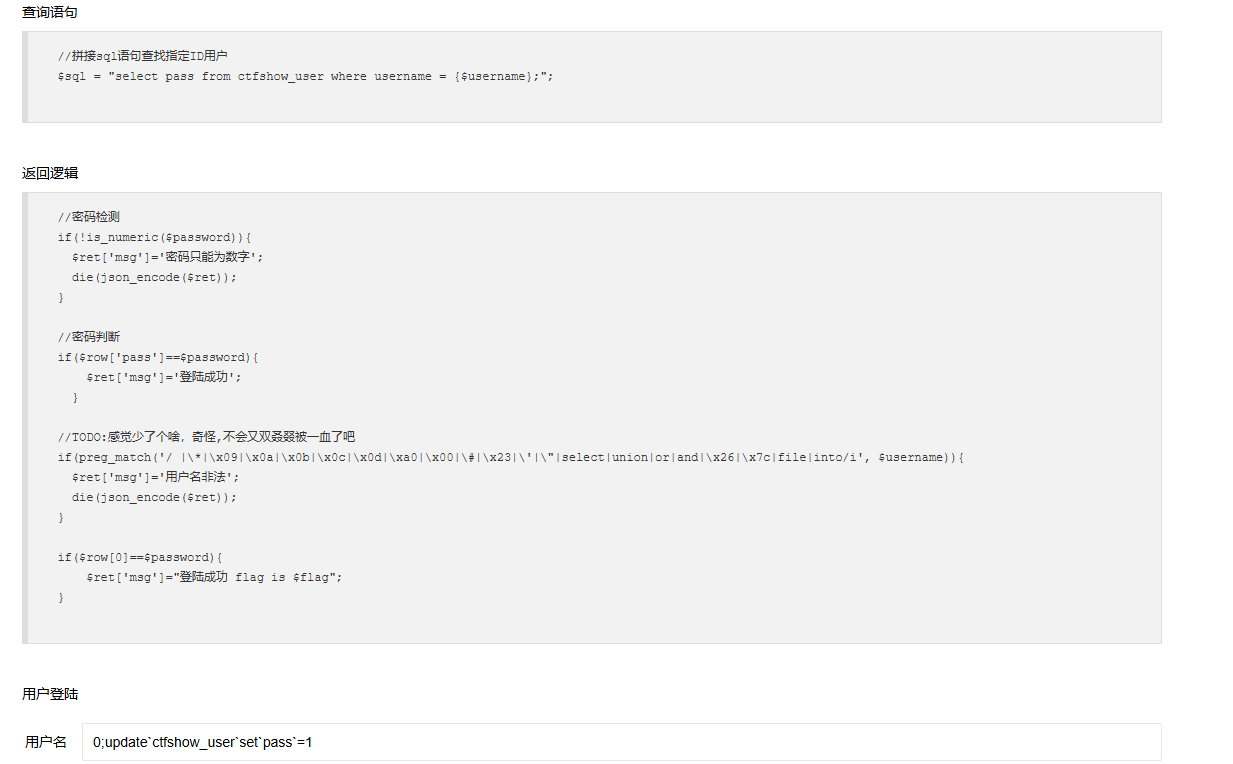 查询语句
//拼接sql语句查找指定ID用户
$sql = "select pass from ctfshow_user where username = {$username};";
返回逻辑
//密码检测
if(!is_numeric($password)){
$ret['msg']='密码只能为数字';
die(json_encode($ret));
}
//密码判断
if($row['pass']==$password){
$ret['msg']='登陆成功';
}
//TODO:感觉少了个啥，奇怪,不会又双叒叕被一血了吧
if(preg_match('/ |\*|\x09|\x0a|\x0b|\x0c|\x0d|\xa0|\x00|\#|\x23|\'|\"|select|union|or|and|\x26|\x7c|file|into/i', $username)){
$ret['msg']='用户名非法';
die(json_encode($ret));
}
if($row[0]==$password){
$ret['msg']="登陆成功 flag is $flag";
}
用户登陆
用户名 0;update`ctfshow_user`set`pass`=1